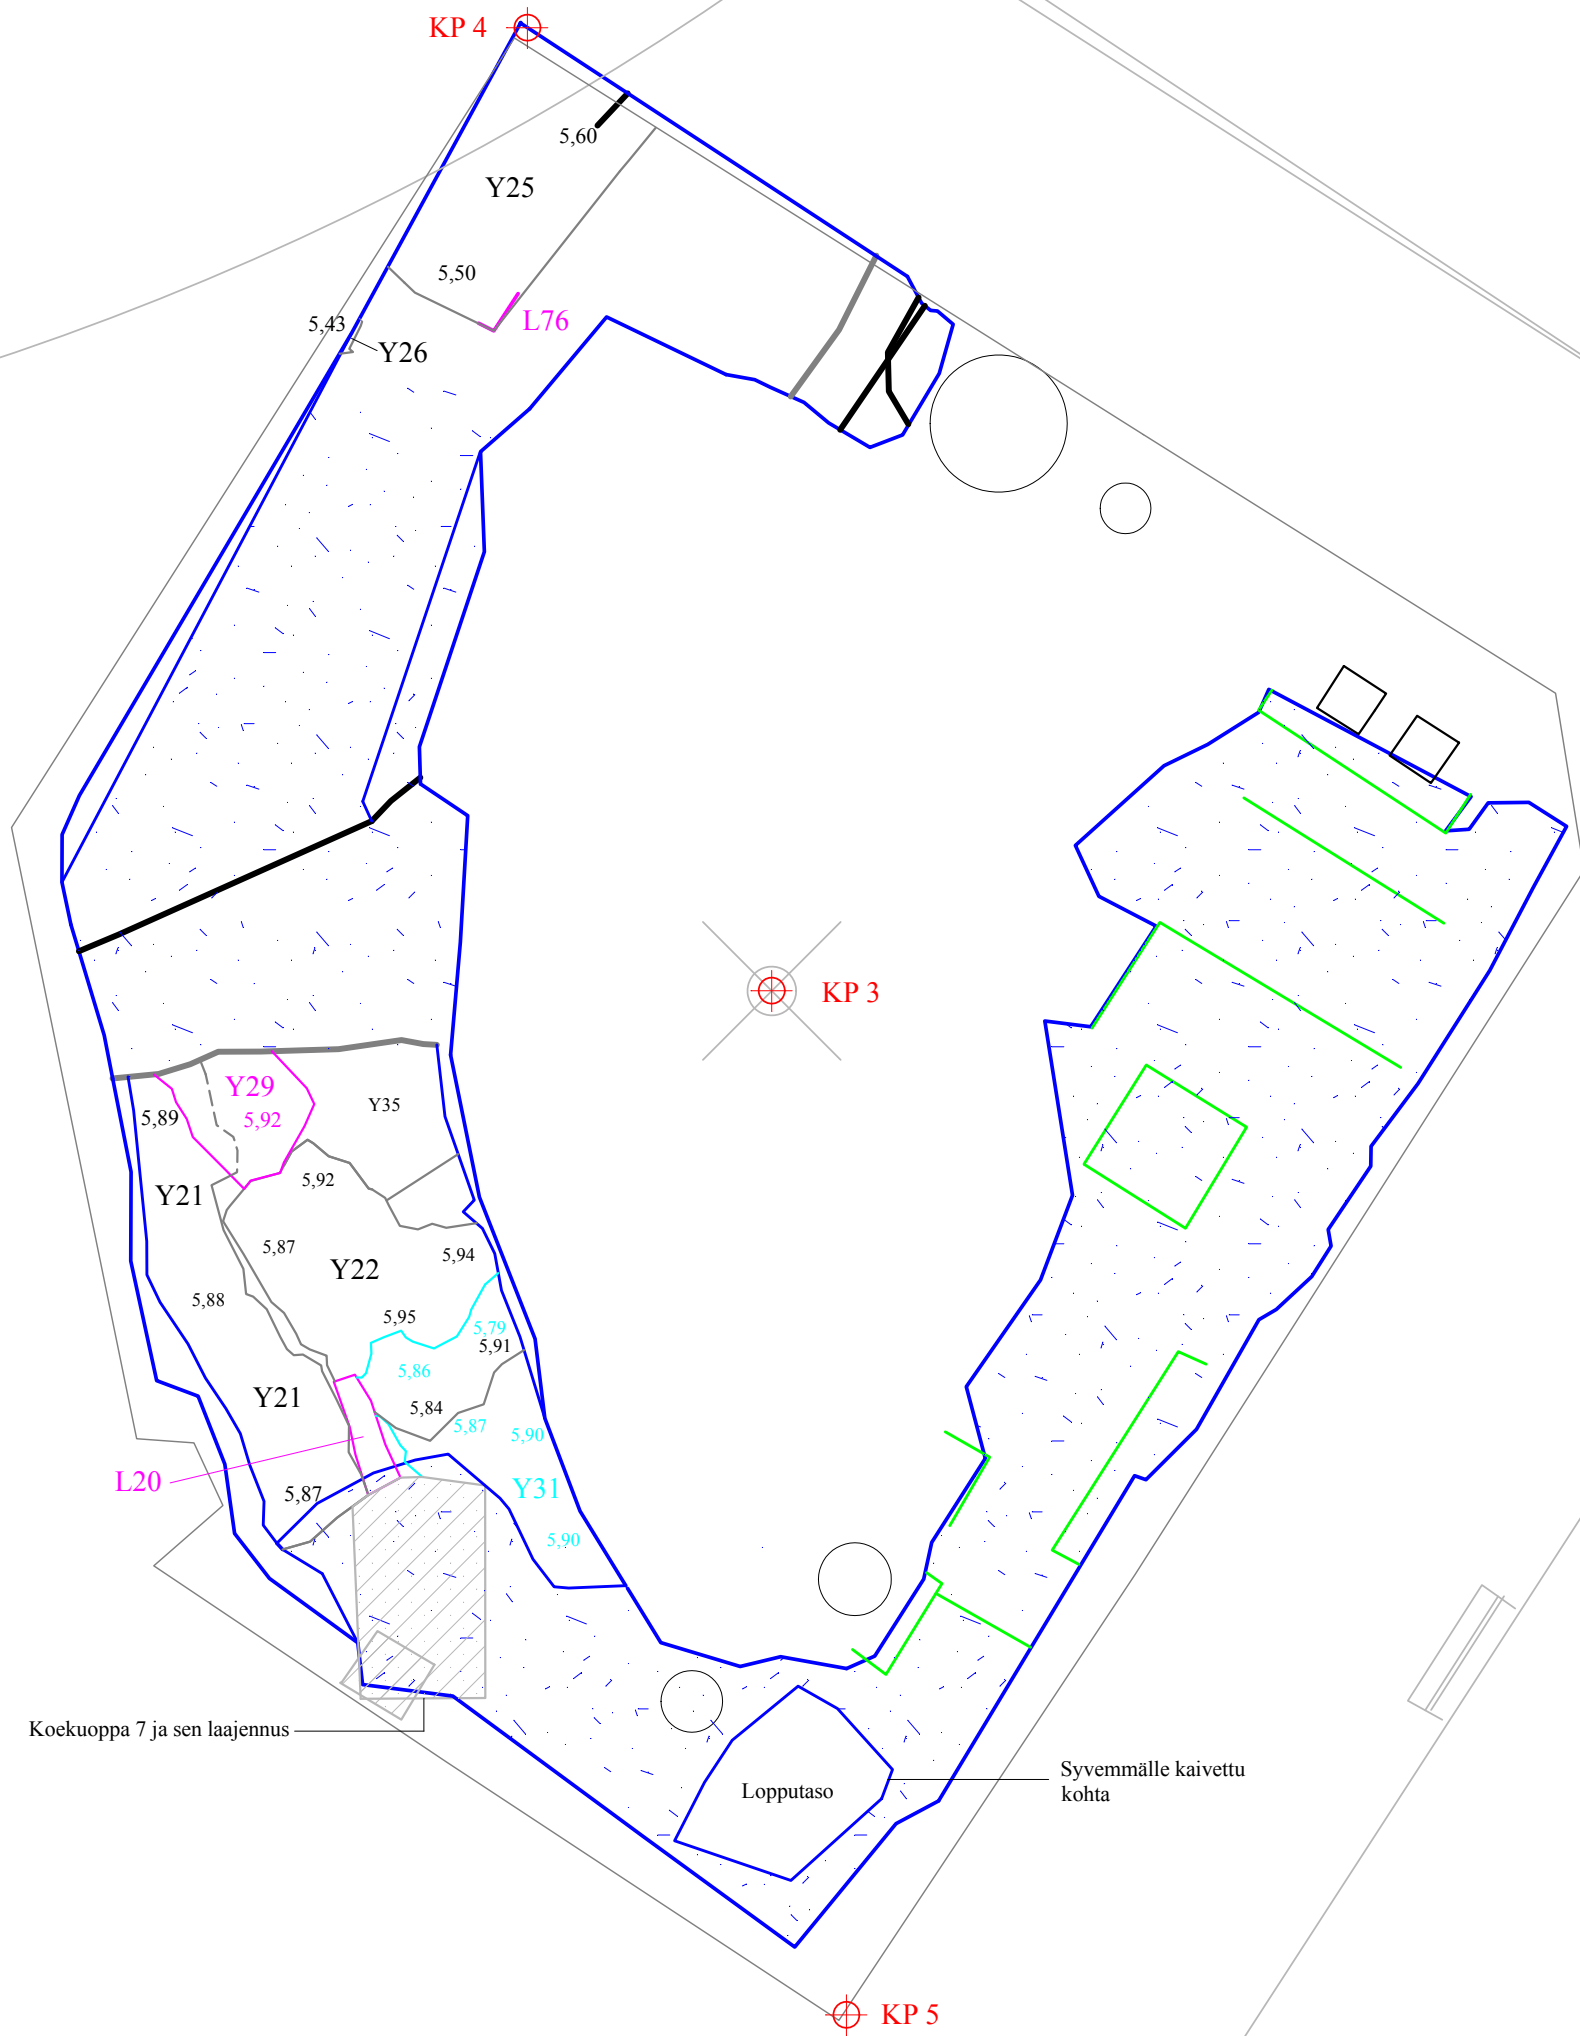 KP 4
5,60
Y25
5,50
L76
5,43
Y26
KP 3
Y29
5,92
5,89
Y35
5,92
Y21
5,87
5,94
Y22
5,88
5,95
5,79
5,91
5,86
Y21
5,84
5,87
5,90
L20
5,87
Y31
5,90
Koekuoppa 7 ja sen laajennus
Lopputaso
Syvemmälle kaivettu
kohta
KP 5